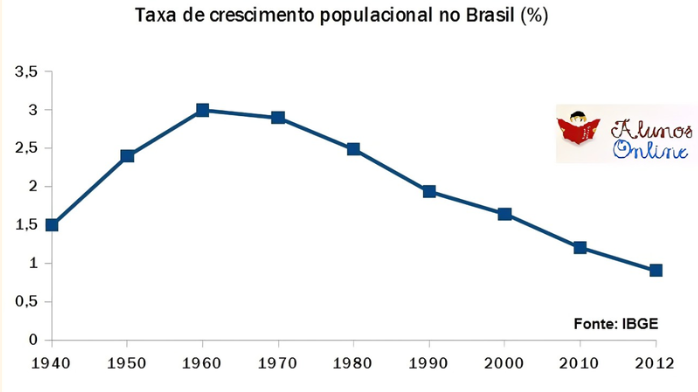 Taxa de crescimento populacional no Brasil (%)
3,5
3
2,5
2
1,5
1
0,5
0
Alunos
Online
Fonte: IBGE
1940 1950 1960 1970 1980 1990 2000 2010 2012